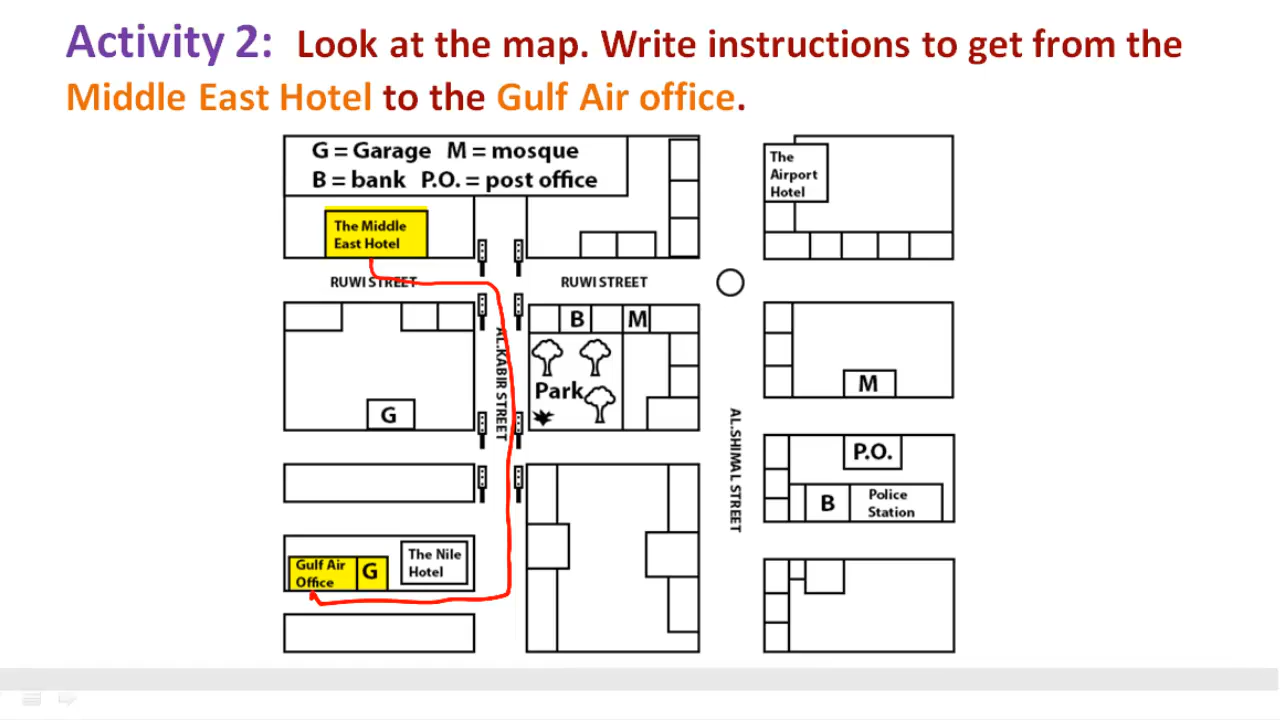 Activity 2: Look at the map. Write instructions to get from the
Middle East Hotel to the Gulf Air office.
G = Garage M = mosque
B = bank P.O. = post office
The
Airport
Hotel
The Middle
East Hotel
RUWI STREET
RUWI STREET
B
M
AL.KABIR STREET
Park
G
M
AL.SHIMAL STREET
P.O.
B
Police
Station
Gulf Air
Office
G
The Nile
Hotel